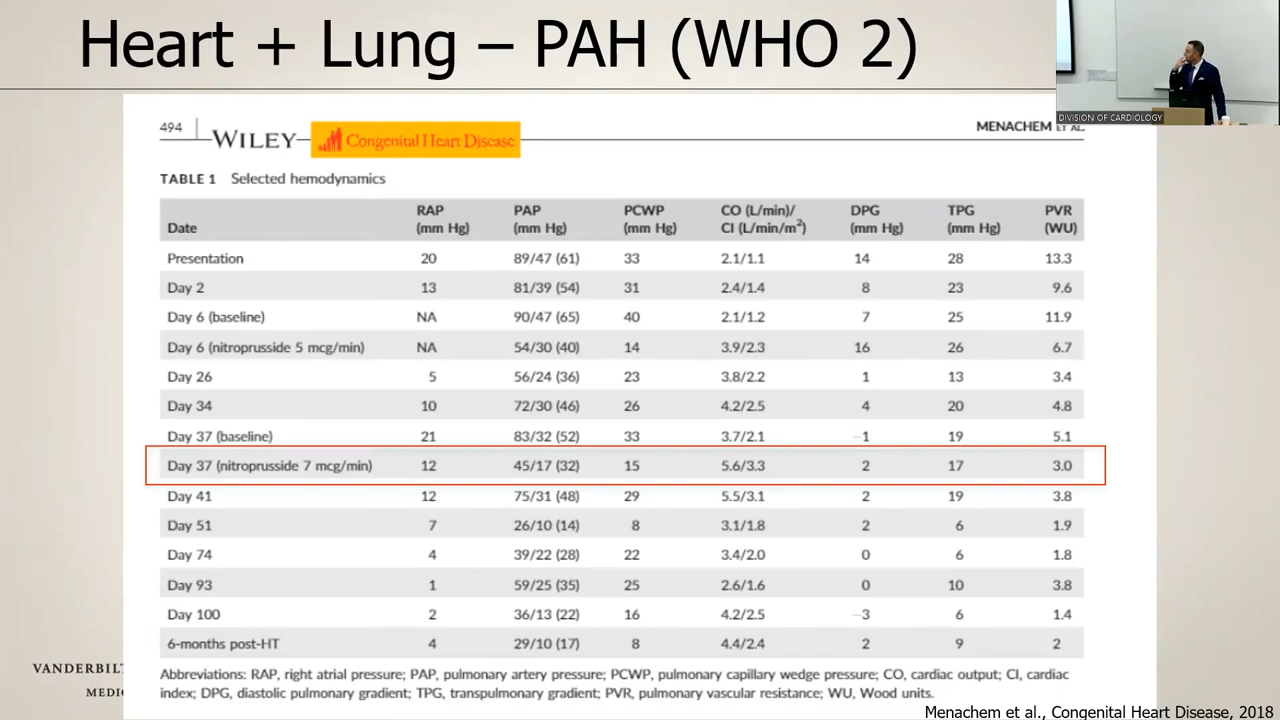 Heart + Lung – PAH (WHO 2)
DIVISION OF CARDIOLOGY
494 WILEY Congenital Heart Disease MENACHEM ET AL.
TABLE 1 Selected hemodynamics
Date RAP (mm Hg) PAP (mm Hg) PCWP (mm Hg) CO (L/min)/ CI (L/min/m²) DPG (mm Hg) TPG (mm Hg) PVR (WU)
Presentation 20 89/47 (61) 33 2.1/1.1 14 28 13.3
Day 2 13 81/39 (54) 31 2.4/1.4 8 23 9.6
Day 6 (baseline) NA 90/47 (65) 40 2.1/1.2 7 25 11.9
Day 6 (nitroprusside 5 mcg/min) NA 54/30 (40) 14 3.9/2.3 16 26 6.7
Day 26 5 56/24 (36) 23 3.8/2.2 1 13 3.4
Day 34 10 72/30 (46) 26 4.2/2.5 4 20 4.8
Day 37 (baseline) 21 83/32 (52) 33 3.7/2.1 −1 19 5.1
Day 37 (nitroprusside 7 mcg/min) 12 45/17 (32) 15 5.6/3.3 2 17 3.0
Day 41 12 75/31 (48) 29 5.5/3.1 2 19 3.8
Day 51 7 26/10 (14) 8 3.1/1.8 2 6 1.9
Day 74 4 39/22 (28) 22 3.4/2.0 0 6 1.8
Day 93 1 59/25 (35) 25 2.6/1.6 0 10 3.8
Day 100 2 36/13 (22) 16 4.2/2.5 −3 6 1.4
6-months post-HT 4 29/10 (17) 8 4.4/2.4 2 9 2
Abbreviations: RAP, right atrial pressure; PAP, pulmonary artery pressure; PCWP, pulmonary capillary wedge pressure; CO, cardiac output; CI, cardiac
index; DPG, diastolic pulmonary gradient; TPG, transpulmonary gradient; PVR, pulmonary vascular resistance; WU, Wood units.
VANDERBILT
MEDIC
Menachem et al., Congenital Heart Disease, 2018